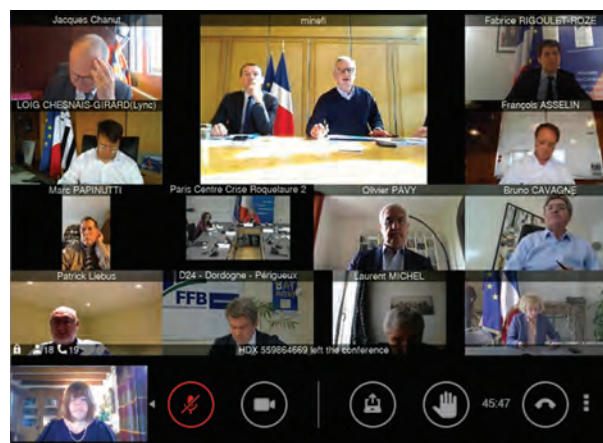 Jacques Chanut
minefi
Fabrice RIGOULET-ROZE
LOIG CHESNAIS-GIRARD(Lync)
François ASSELIN
Marc PAPINUTTI
Paris Centre Crise Roquelaure 2
Olivier PAVY
Bruno CAVAGNE
Patrick Liebus
D24 - Dordogne - Périgueux
Laurent MICHEL
FFB
18 19
HDX 559864669 left the conference
45:47